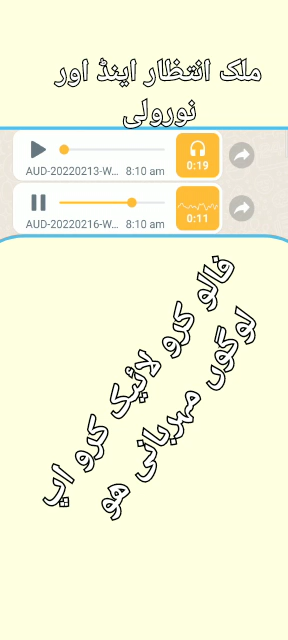 ملک انتظار اینڈ اور
نورولی
0:19
AUD-20220213-W... 8:10 am
0:11
AUD-20220216-W... 8:10 am
فالو کرو لائیک کرو اپ
لوگوں مہربانی ھو